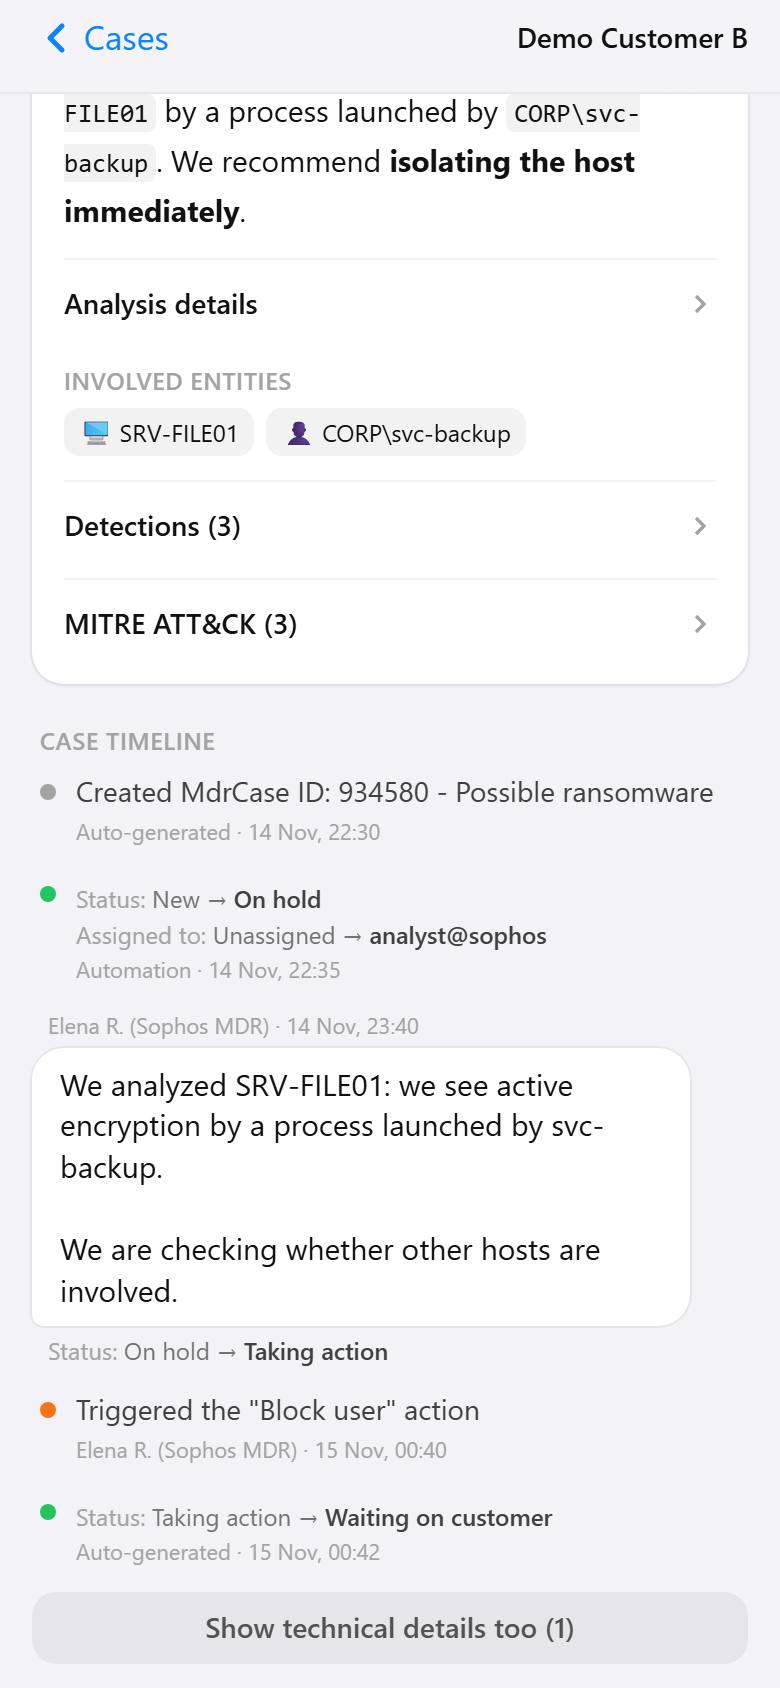 Cases
Demo Customer B
FILE01 by a process launched by CORP\svc-
backup. We recommend isolating the host
immediately.
Analysis details
INVOLVED ENTITIES
SRV-FILE01
CORP\svc-backup
Detections (3)
MITRE ATT&CK (3)
CASE TIMELINE
Created MdrCase ID: 934580 - Possible ransomware
Auto-generated · 14 Nov, 22:30
Status: New → On hold
Assigned to: Unassigned → analyst@sophos
Automation · 14 Nov, 22:35
Elena R. (Sophos MDR) · 14 Nov, 23:40
We analyzed SRV-FILE01: we see active
encryption by a process launched by svc-
backup.
We are checking whether other hosts are
involved.
Status: On hold → Taking action
Triggered the "Block user" action
Elena R. (Sophos MDR) · 15 Nov, 00:40
Status: Taking action → Waiting on customer
Auto-generated · 15 Nov, 00:42
Show technical details too (1)